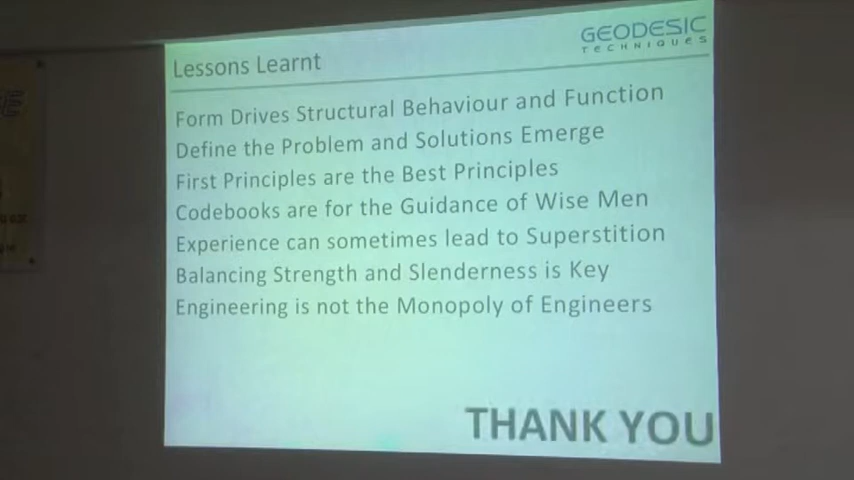 GEODESIC
TECHNIQUES
Lessons Learnt
Form Drives Structural Behaviour and Function
Define the Problem and Solutions Emerge
First Principles are the Best Principles
Codebooks are for the Guidance of Wise Men
Experience can sometimes lead to Superstition
Balancing Strength and Slenderness is Key
Engineering is not the Monopoly of Engineers
THANK YOU